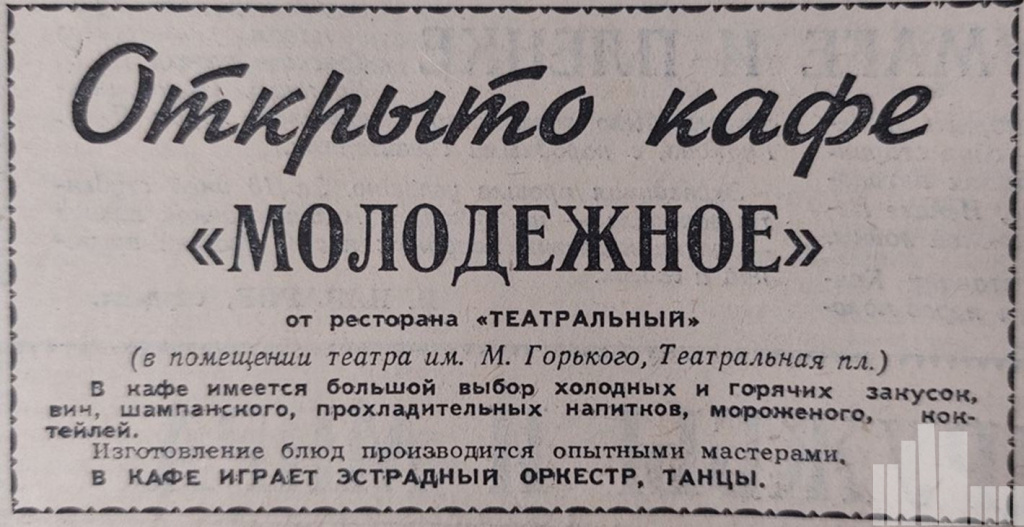 Открыто кафе
«МОЛОДЕЖНОЕ»
от ресторана «ТЕАТРАЛЬНЫЙ»
(в помещении театра им. М. Горького, Театральная пл.)
В кафе имеется большой выбор холодных и горячих закусок,
вин, шампанского, прохладительных напитков, мороженого, кок-
тейлей.
Изготовление блюд производится опытными мастерами.
В КАФЕ ИГРАЕТ ЭСТРАДНЫЙ ОРКЕСТР, ТАНЦЫ.